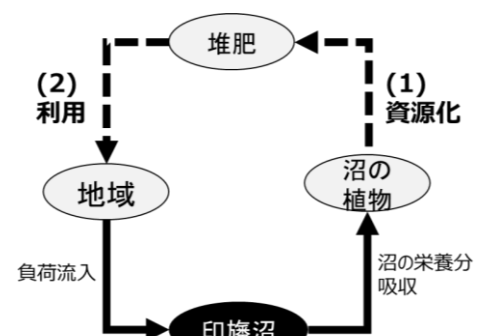 堆肥
(2)
利用
(1)
資源化
地域
沼の
植物
負荷流入
沼の栄養分
吸収
印旛沼